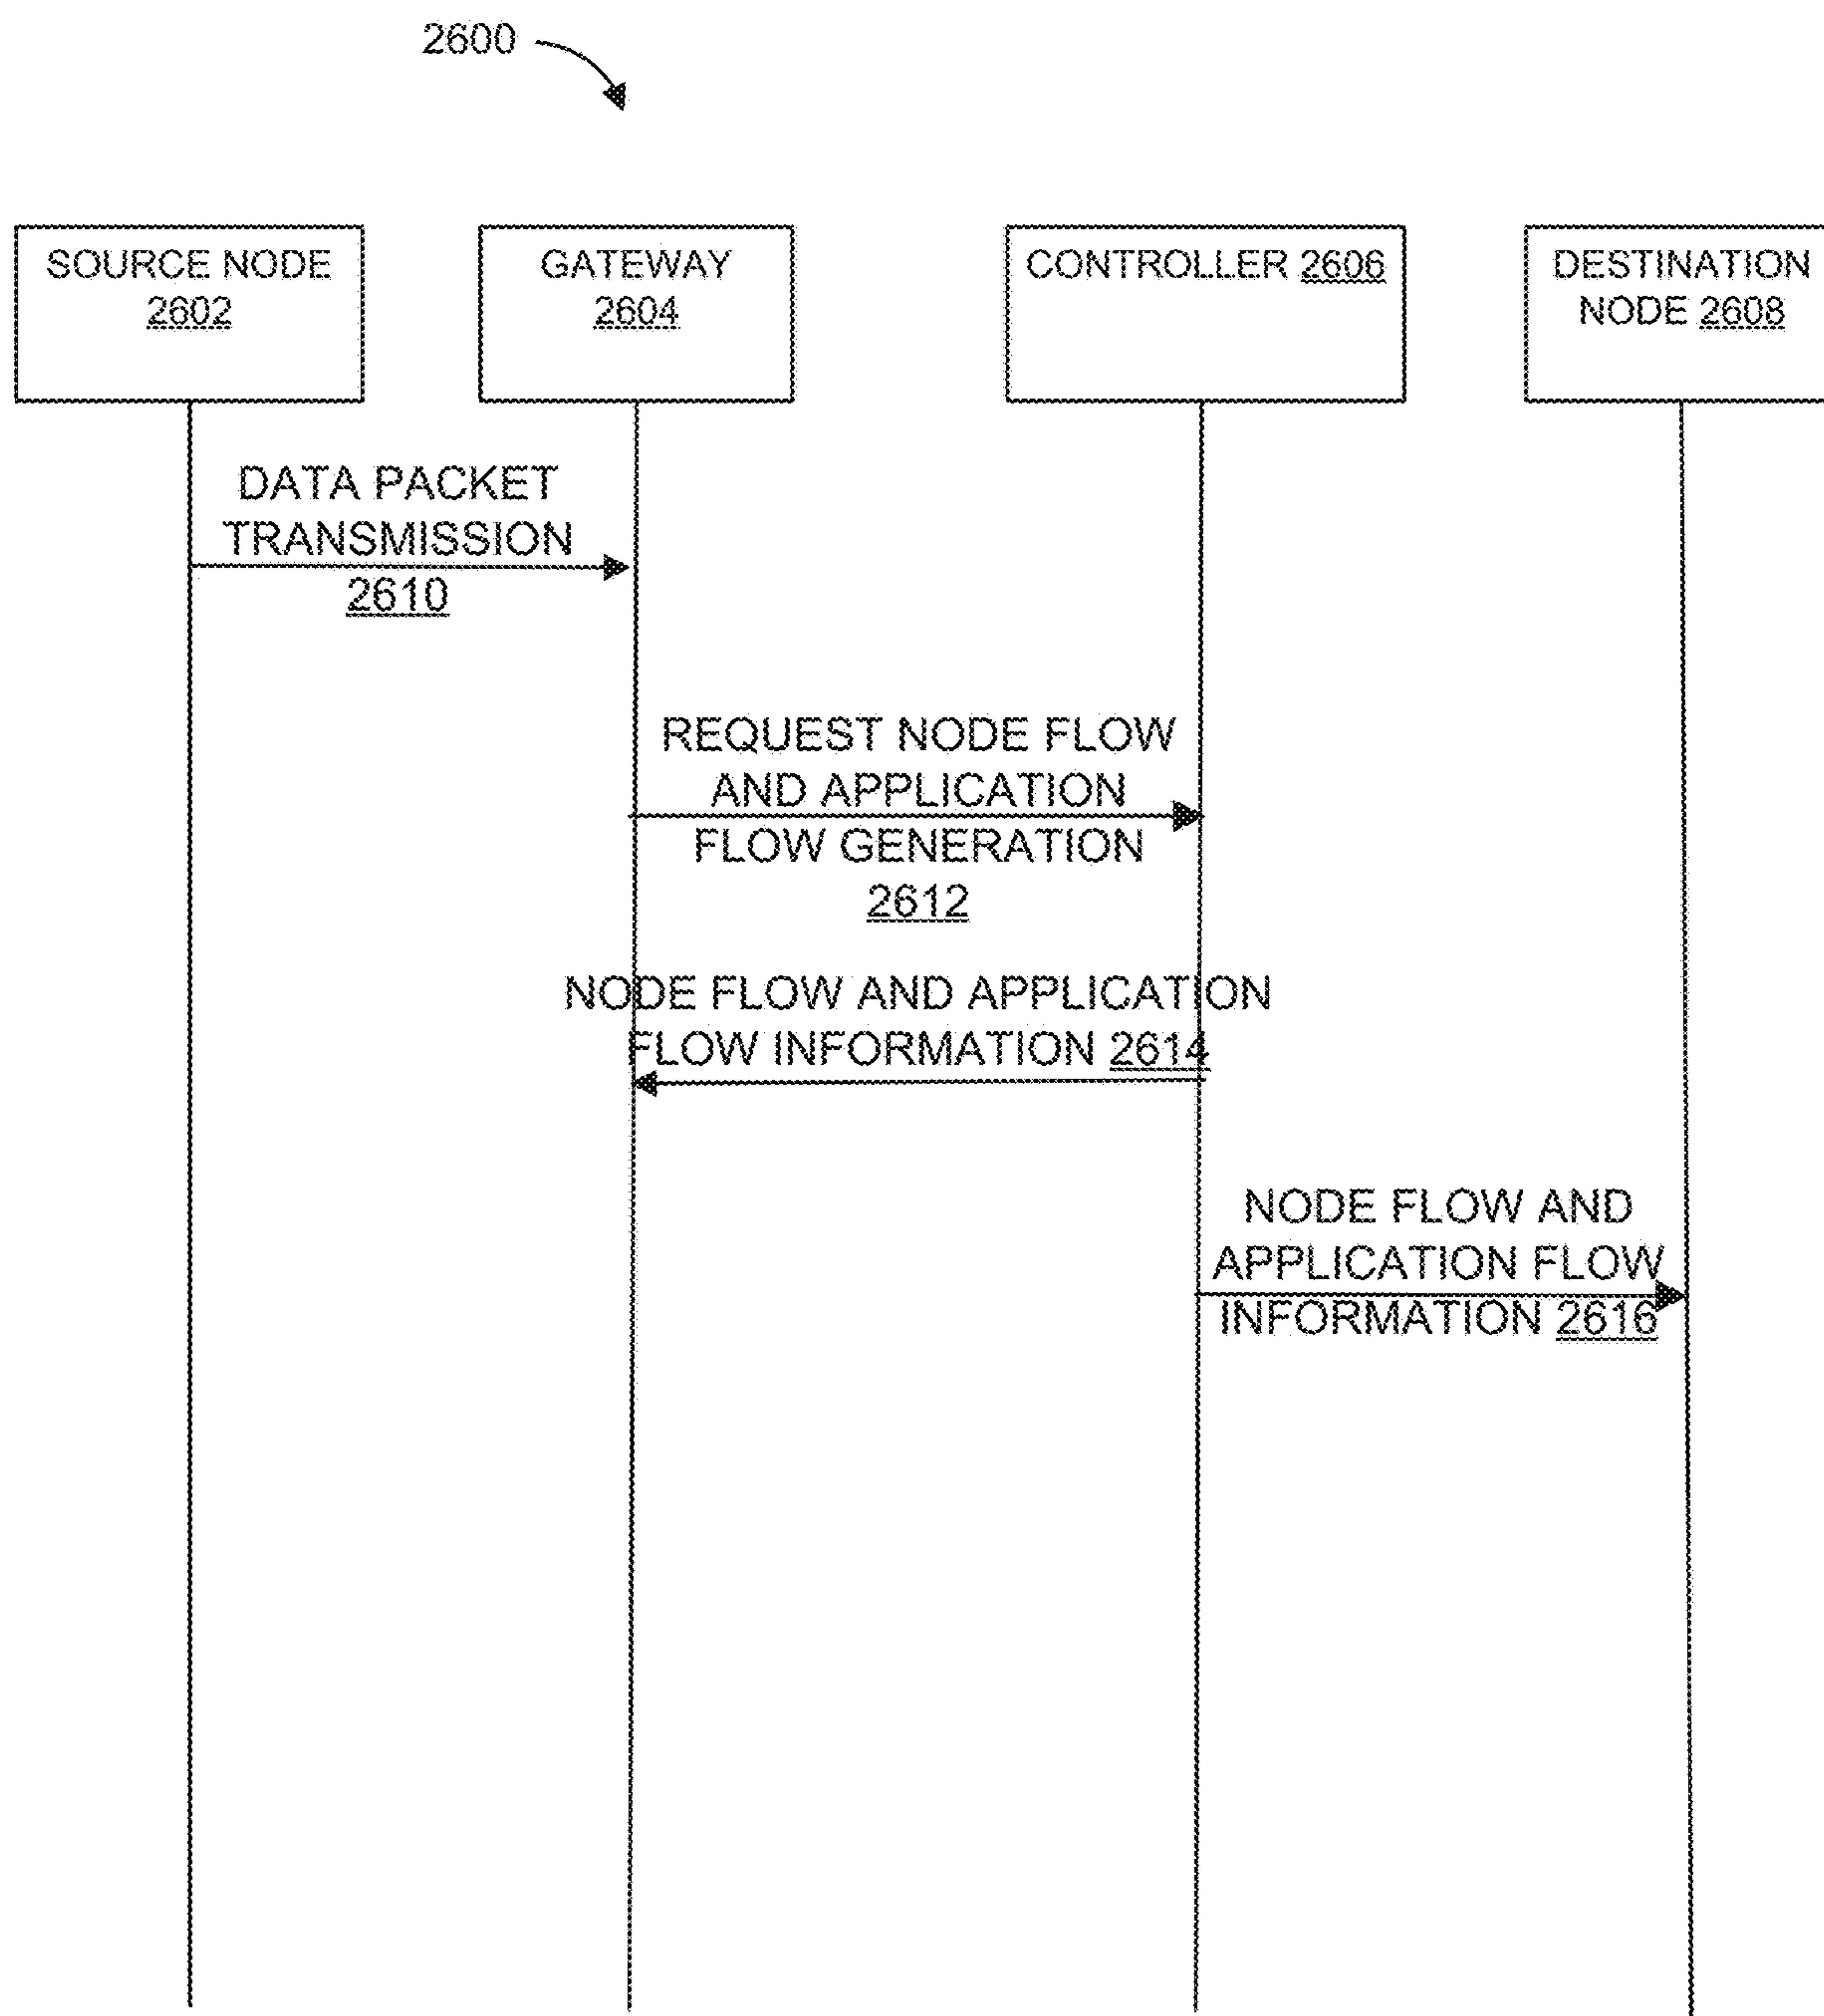 2600
SOURCE NODE
2602
GATEWAY
2604
CONTROLLER 2606
DESTINATION
NODE 2608
DATA PACKET
TRANSMISSION
2610
REQUEST NODE FLOW
AND APPLICATION
FLOW GENERATION
2612
NODE FLOW AND APPLICATION
FLOW INFORMATION 2614
NODE FLOW AND
APPLICATION FLOW
INFORMATION 2616